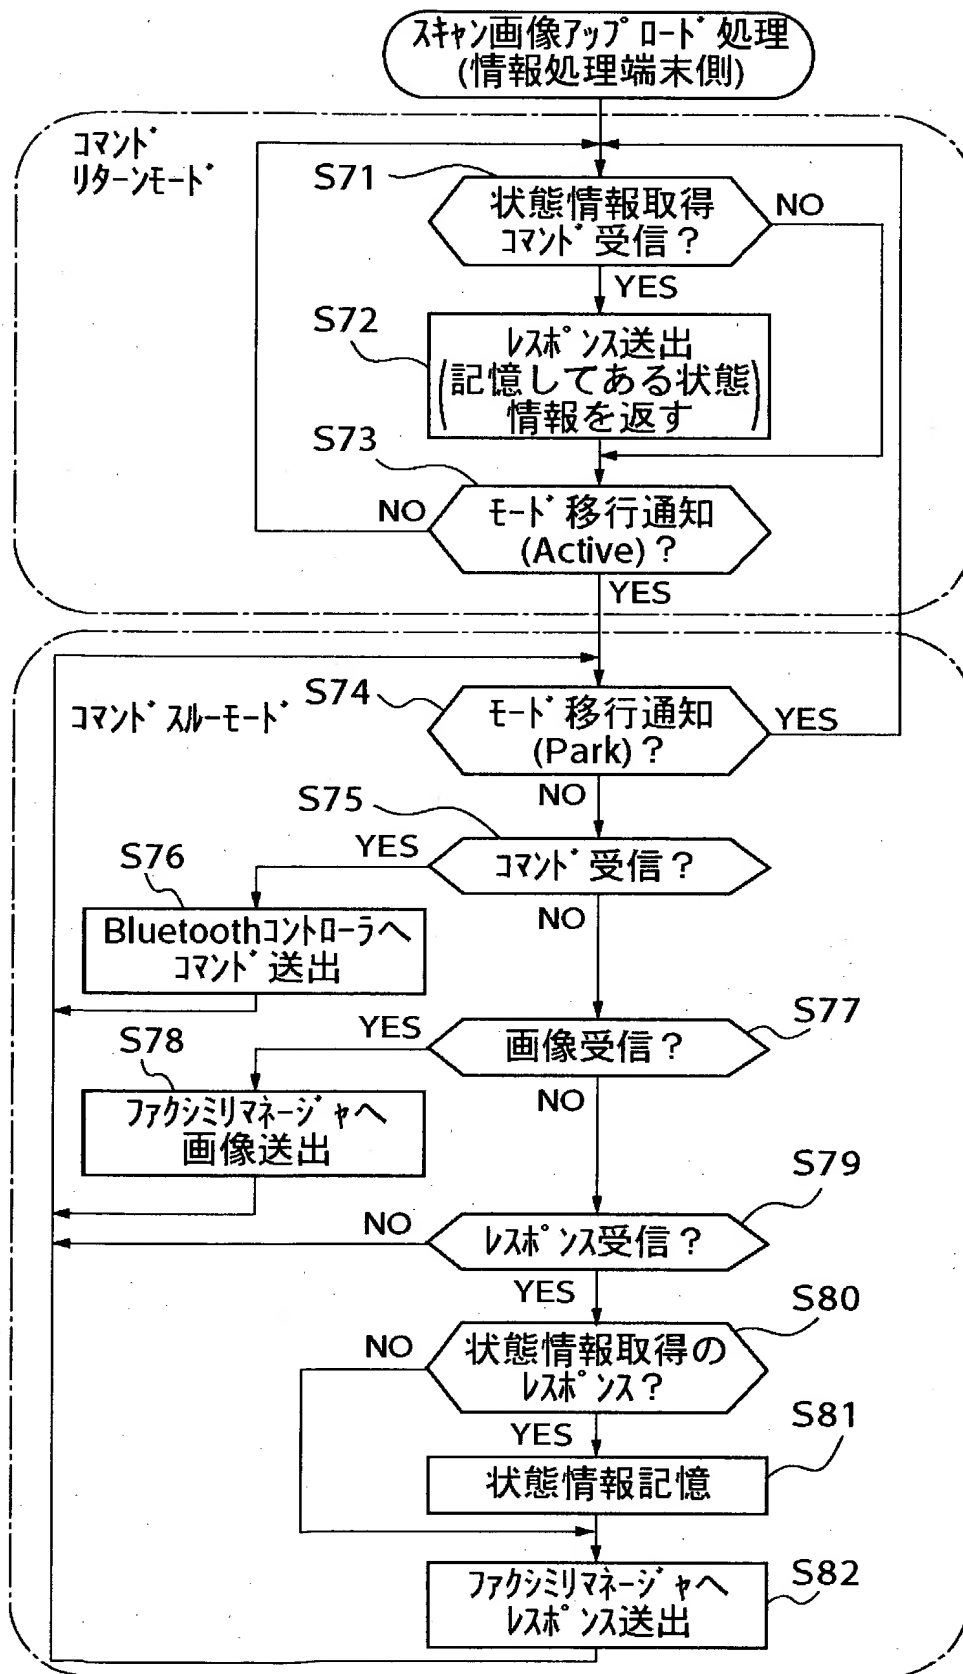 スキャン画像アップロード処理
(情報処理端末側)
コマンド
リターンモード
S71
状態情報取得
コマンド受信？
NO
YES
S72
レスポンス送出
(記憶してある状態
情報を返す)
S73
NO
モード移行通知
(Active)？
YES
コマンドスルーモード
S74
モード移行通知
(Park)？
YES
NO
S75
YES
コマンド受信？
NO
S76
Bluetoothコントローラへ
コマンド送出
S77
YES
画像受信？
NO
S78
ファクシミリマネージャへ
画像送出
S79
NO
レスポンス受信？
YES
S80
NO
状態情報取得の
レスポンス？
YES
S81
状態情報記憶
S82
ファクシミリマネージャへ
レスポンス送出